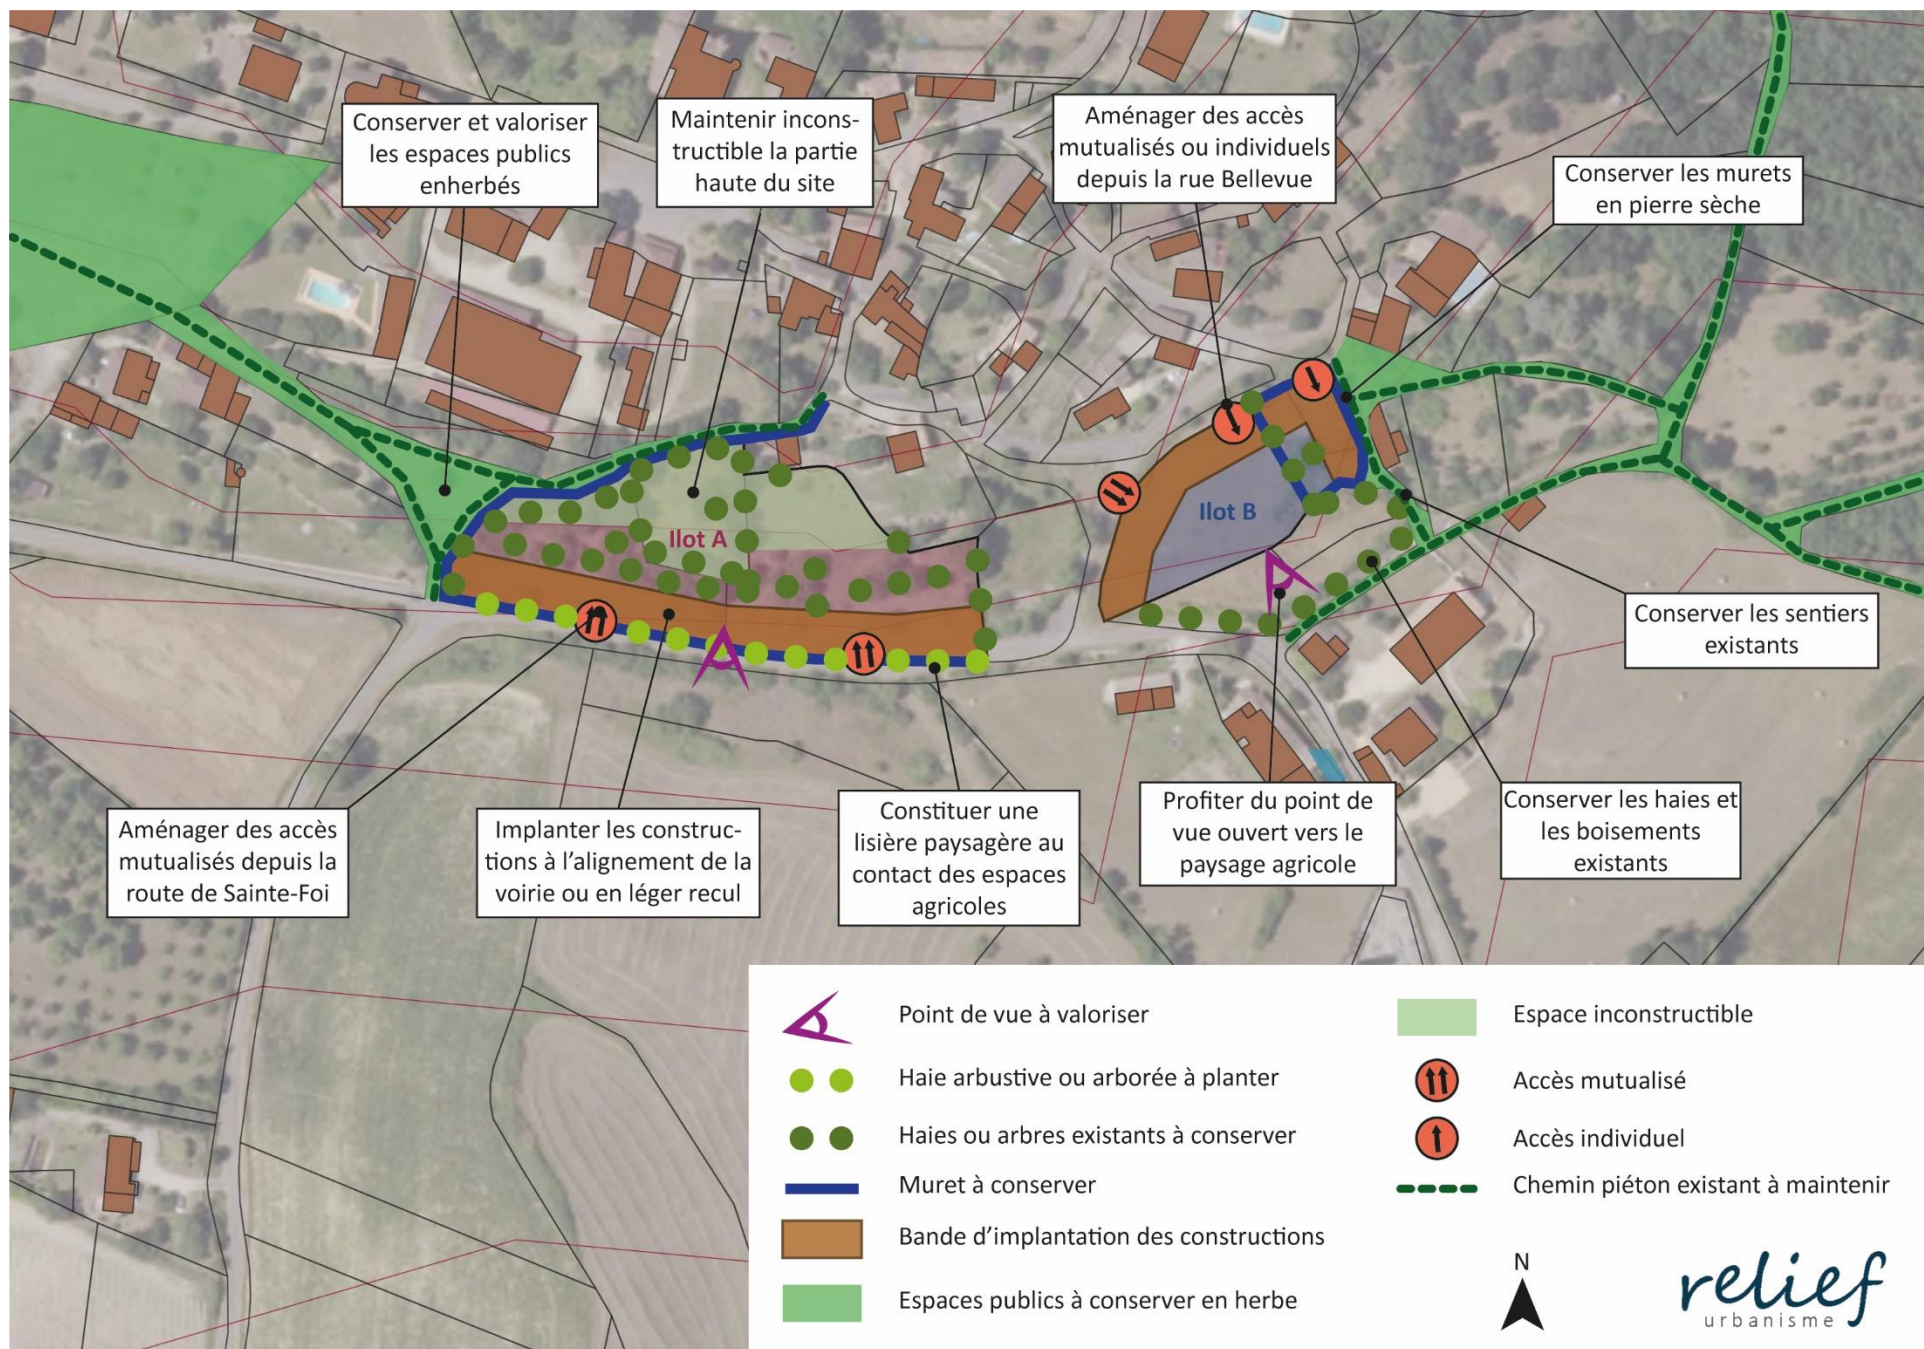 Conserver et valoriser
les espaces publics
enherbés
Maintenir incons-
tructible la partie
haute du site
Aménager des accès
mutualisés ou individuels
depuis la rue Bellevue
Conserver les murets
en pierre sèche
Ilot A
Ilot B
Conserver les sentiers
existants
Aménager des accès
mutualisés depuis la
route de Sainte-Foi
Implanter les construc-
tions à l'alignement de la
voirie ou en léger recul
Constituer une
lisière paysagère au
contact des espaces
agricoles
Profiter du point de
vue ouvert vers le
paysage agricole
Conserver les haies et
les boisements
existants
Point de vue à valoriser
Haie arbustive ou arborée à planter
Haies ou arbres existants à conserver
Muret à conserver
Bande d'implantation des constructions
Espaces publics à conserver en herbe
Espace inconstructible
Accès mutualisé
Accès individuel
Chemin piéton existant à maintenir
N
relief
urbanisme